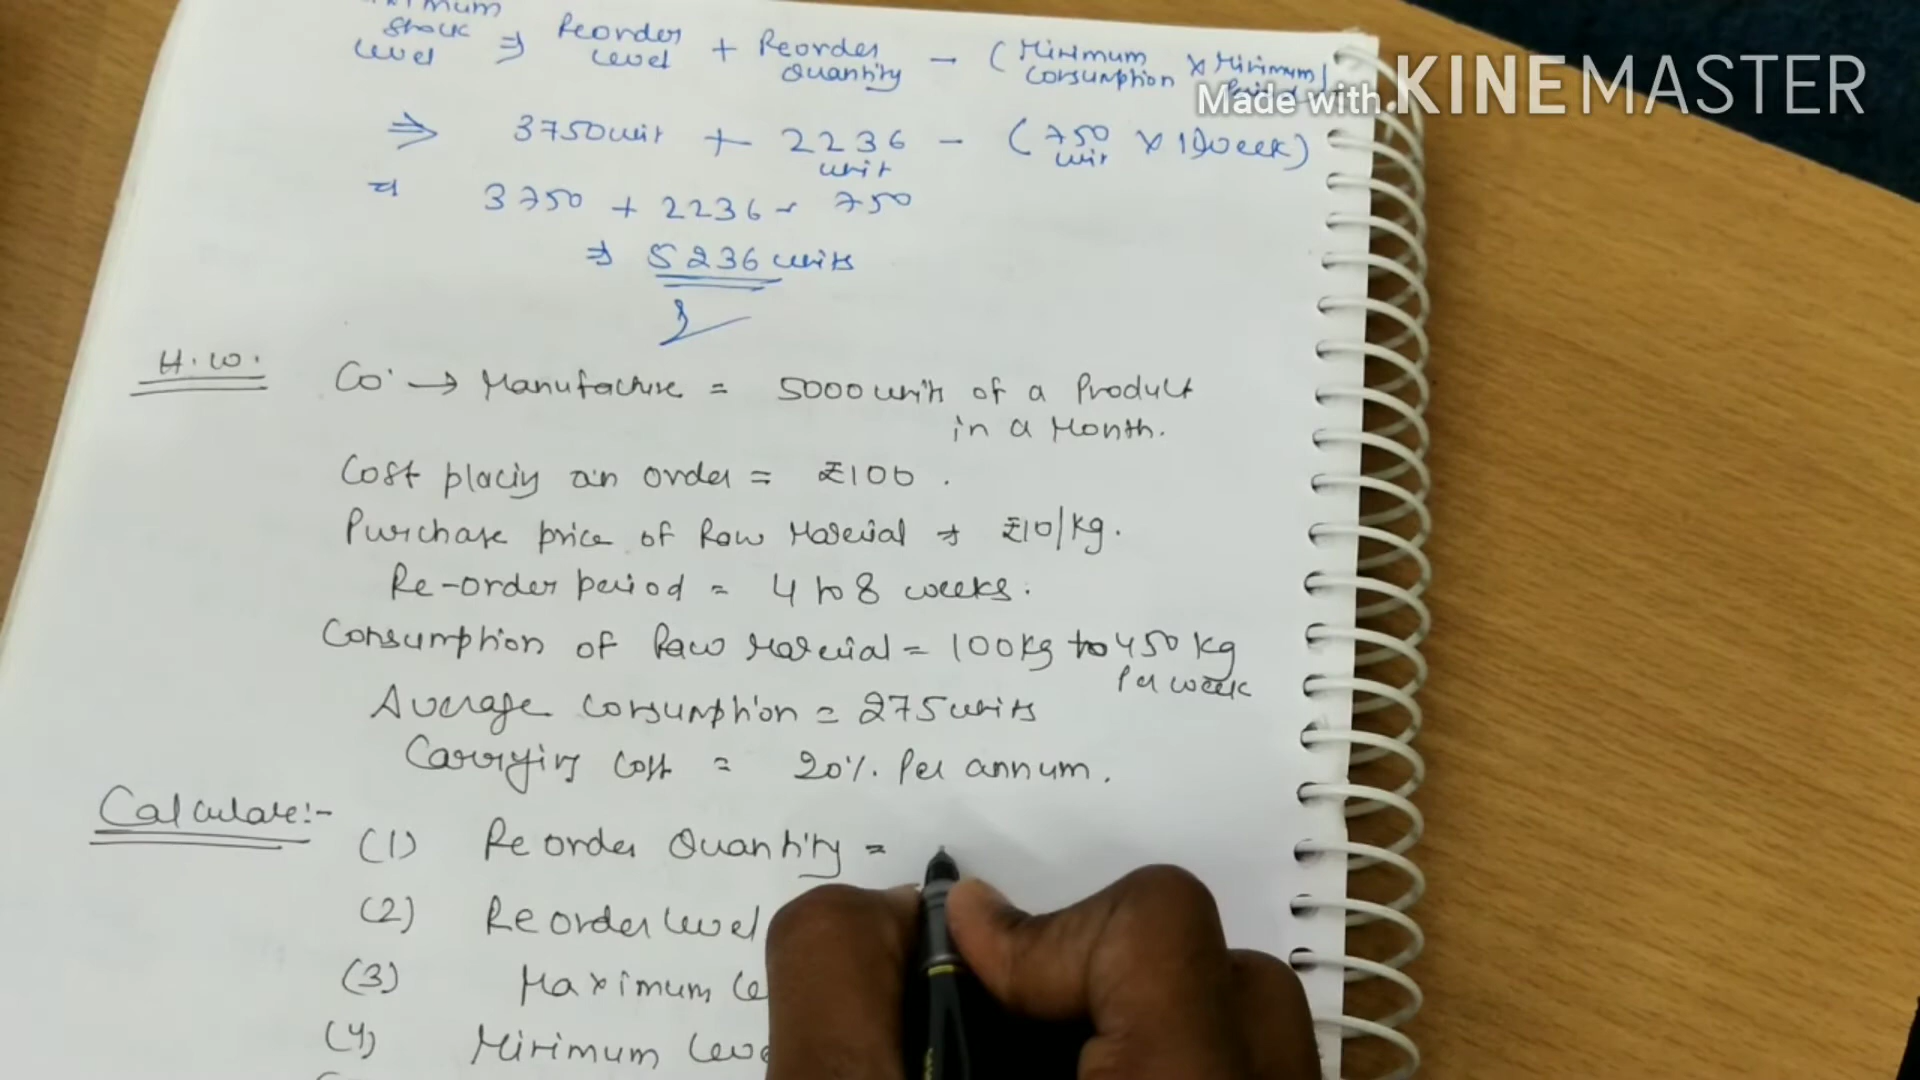 Stock
level ⇒ Reorder level + Reorder Quantity - (Minimum consumption × Minimum
Made with KINEMASTER
⇒ 3750 unit + 2236 unit - (750 unit × 1 week)
⇒ 3750 + 2236 - 750
⇒ 5236 units
H.W. Co. → Manufacture = 5000 units of a Product
in a Month.
Cost placing an order = ₹100.
Purchase price of Raw Material → ₹10/kg.
Re-order period = 4 to 8 weeks.
Consumption of Raw Material = 100kg to 450 kg
Per week
Average consumption = 275 units
Carrying cost = 20% Per annum.
Calculate:-
(1) Reorder Quantity =
(2) Reorder level
(3) Maximum le
(4) Minimum leve